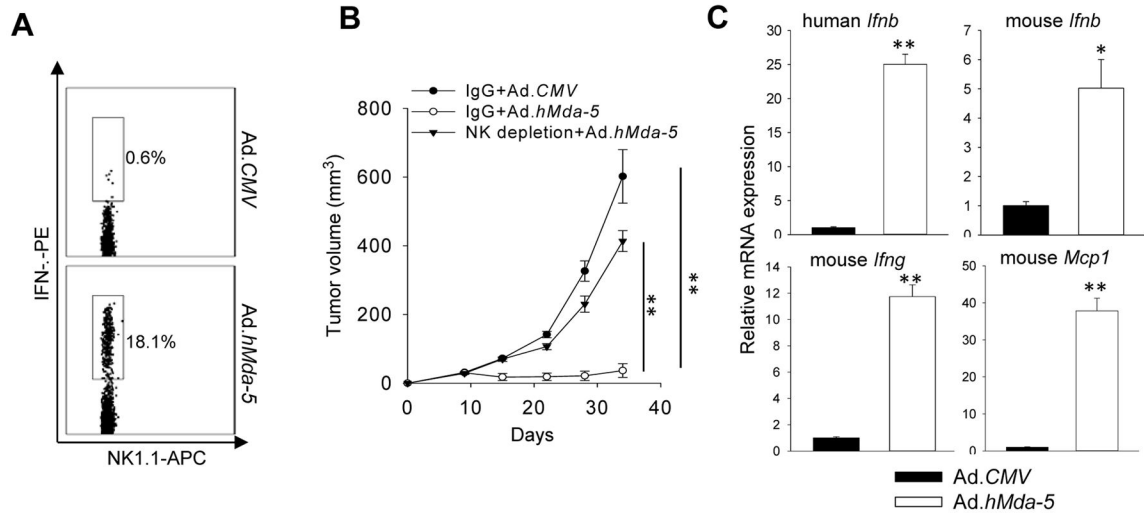 A
IFN-.-PE
0.6%
Ad.CMV
18.1%
Ad.hMda-5
NK1.1-APC
B
IgG+Ad.CMV
IgG+Ad.hMda-5
NK depletion+Ad.hMda-5
Tumor volume (mm³)
800
600
400
200
0
**
**
0 10 20 30 40
Days
C
Relative mRNA expression
human Ifnb
30
25
20
15
10
5
0
**
mouse Ifnb
7
6
5
4
3
2
1
0
*
mouse Ifng
14
12
10
8
6
4
2
0
**
mouse Mcp1
50
40
30
20
10
0
**
Ad.CMV
Ad.hMda-5